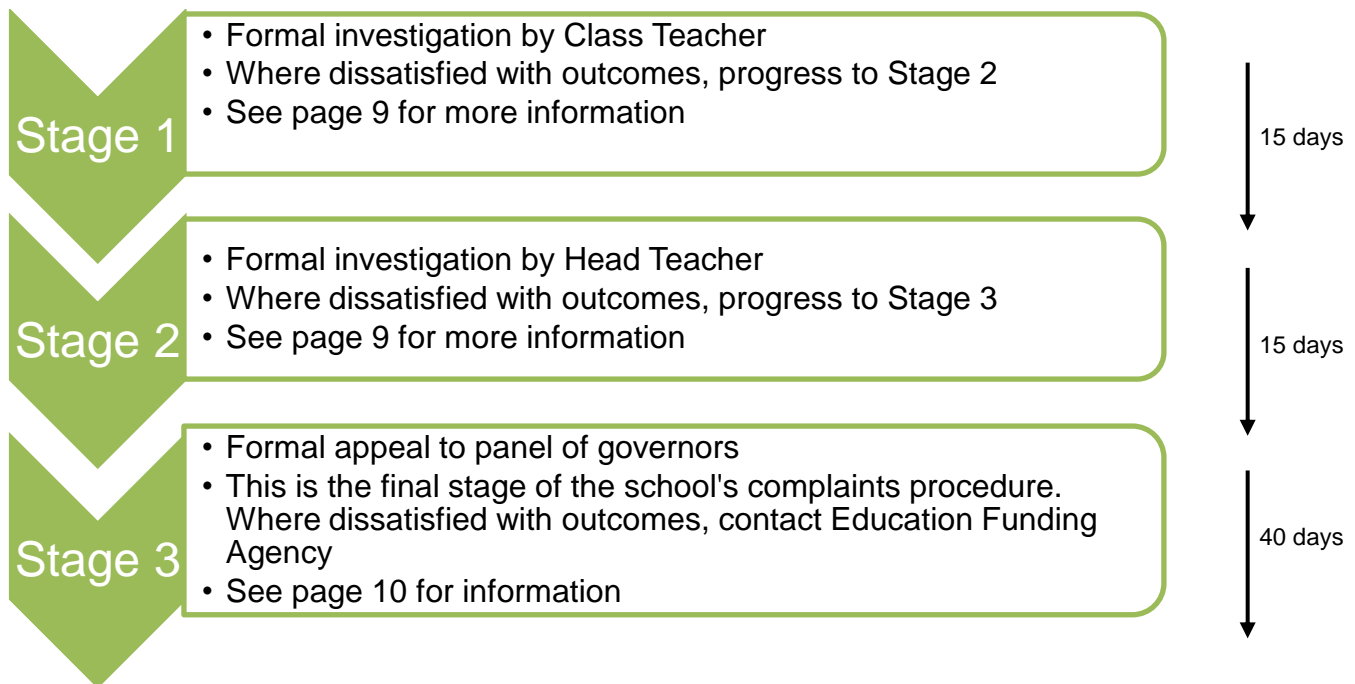 Stage 1
• Formal investigation by Class Teacher
• Where dissatisfied with outcomes, progress to Stage 2
• See page 9 for more information
15 days
Stage 2
• Formal investigation by Head Teacher
• Where dissatisfied with outcomes, progress to Stage 3
• See page 9 for more information
15 days
Stage 3
• Formal appeal to panel of governors
• This is the final stage of the school's complaints procedure.
Where dissatisfied with outcomes, contact Education Funding
Agency
• See page 10 for information
40 days